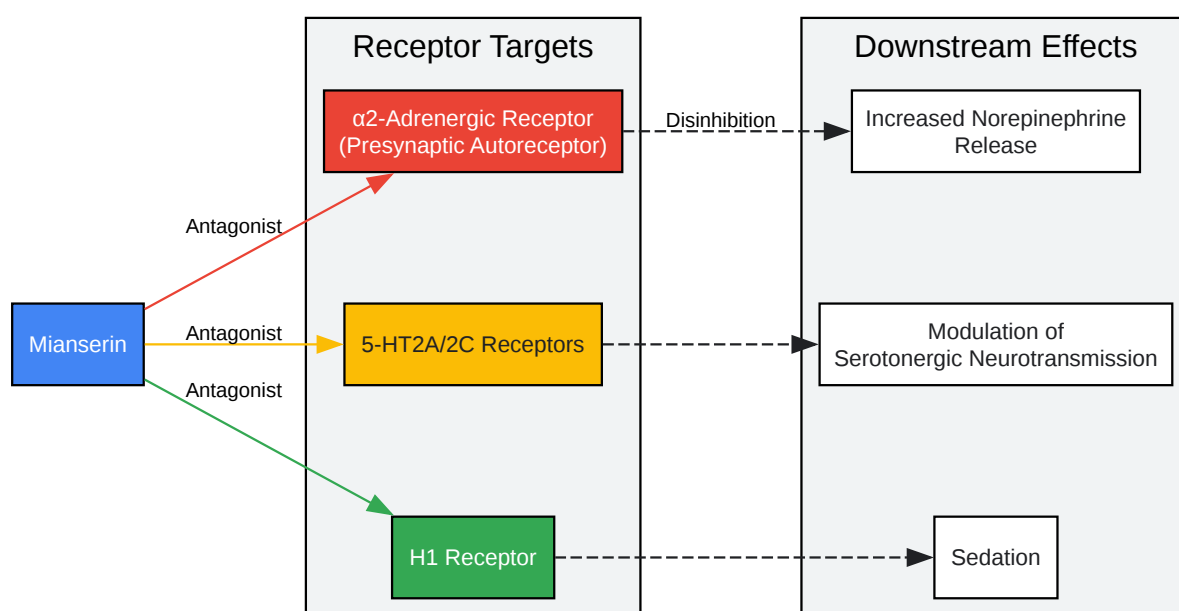 Receptor Targets
Downstream Effects
α2-Adrenergic Receptor
(Presynaptic Autoreceptor)
Disinhibition
Increased Norepinephrine
Release
Antagonist
Mianserin
Antagonist
5-HT2A/2C Receptors
Modulation of
Serotonergic Neurotransmission
Antagonist
H1 Receptor
Sedation